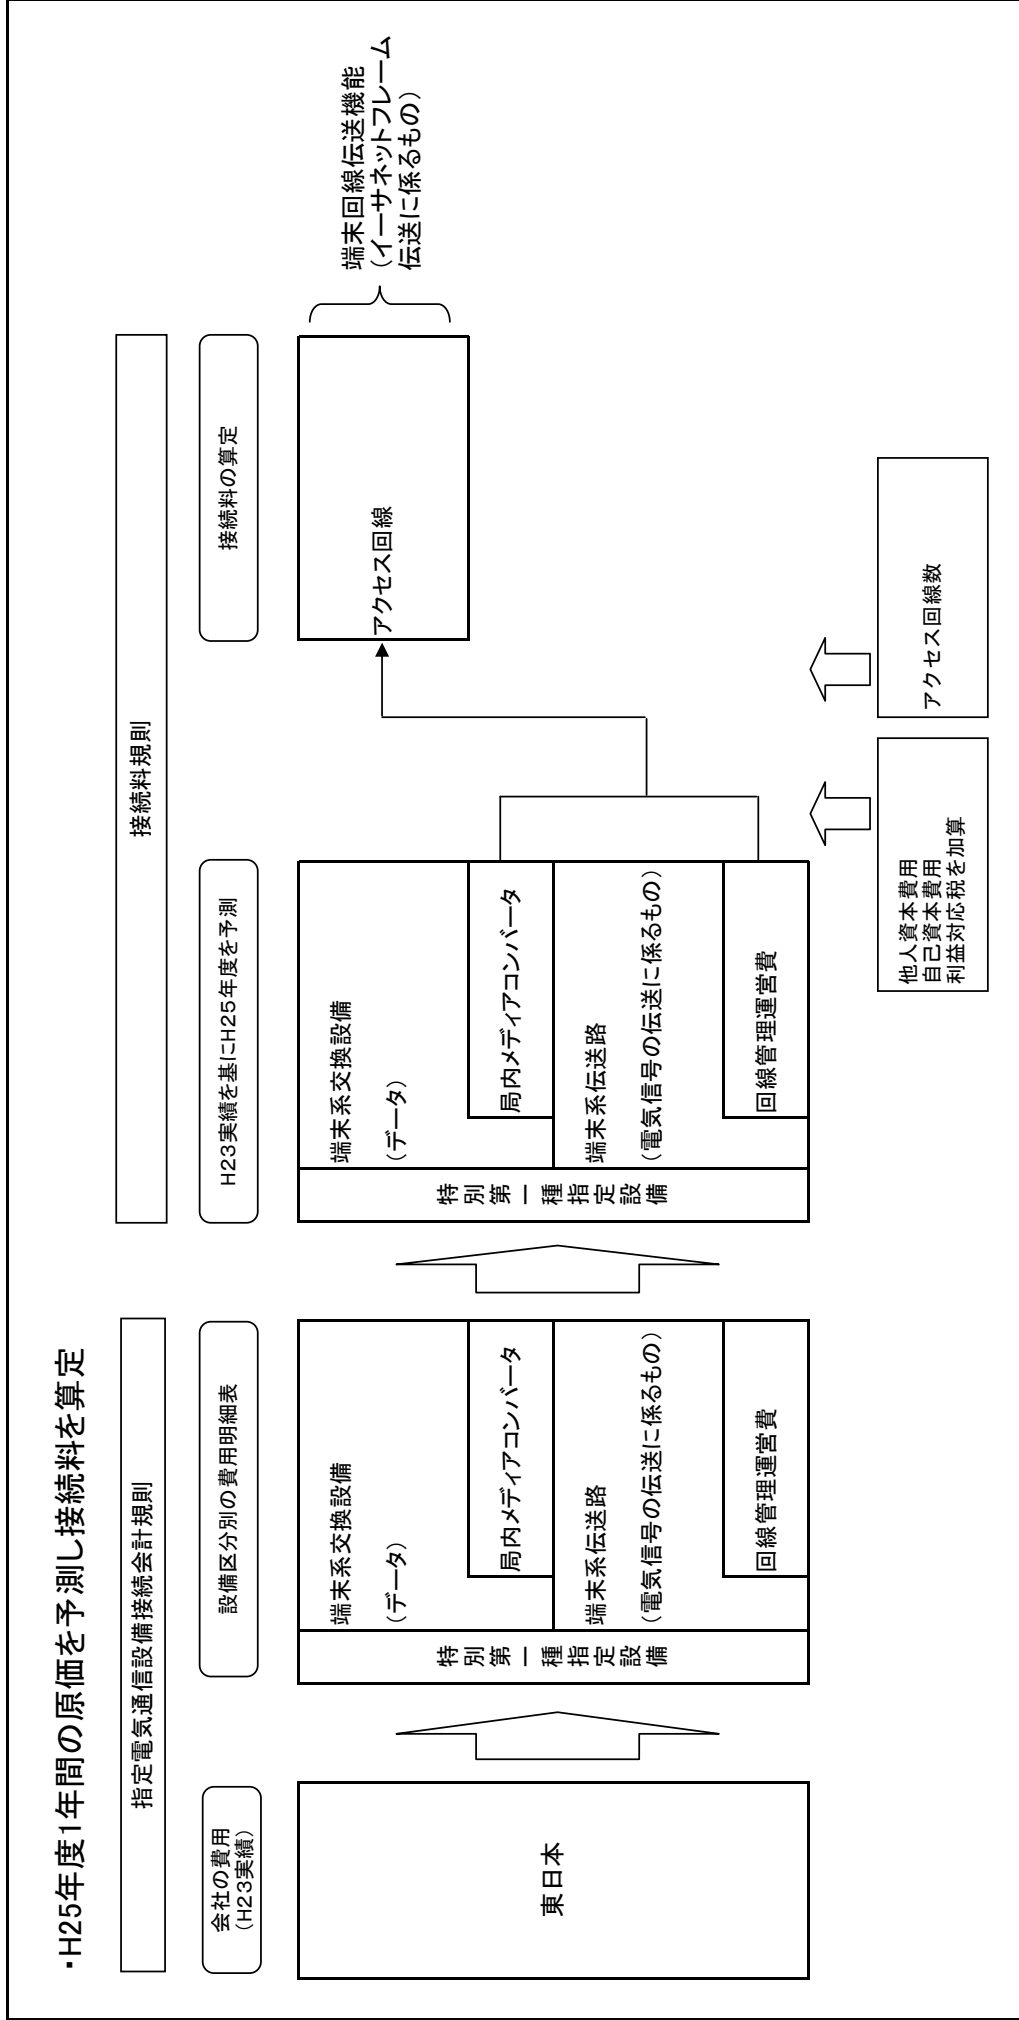 ・H25年度1年間の原価を予測し接続料を算定
指定電気通信設備接続会計規則
接続料規則
会社の費用
(H23実績)
設備区分別の費用明細表
H23実績を基にH25年度を予測
接続料の算定
東日本
特別第一種指定設備
端末系交換設備
(データ)
局内メディアコンバータ
端末系伝送路
(電気信号の伝送に係るもの)
回線管理運営費
特別第一種指定設備
端末系交換設備
(データ)
局内メディアコンバータ
端末系伝送路
(電気信号の伝送に係るもの)
回線管理運営費
アクセス回線
端末回線伝送機能
(イーサネットフレーム
伝送に係るもの)
他人資本費用
自己資本費用
利益対応税を加算
アクセス回線数